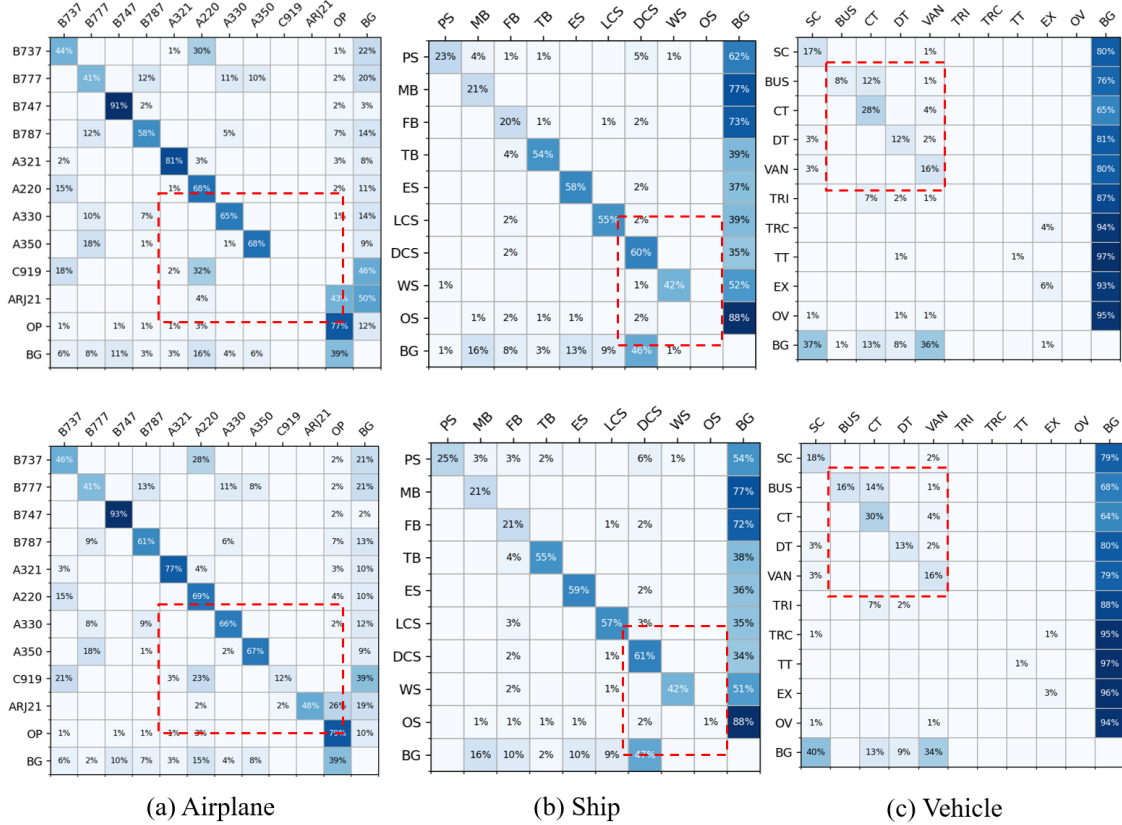 B737 B777 B747 B787 A321 A220 A330 A350 C919 ARJ21 OP BG
B737 44% 1% 30% 1% 22%
B777 41% 12% 11% 10% 2% 20%
B747 91% 2% 2% 3%
B787 12% 58% 5% 7% 14%
A321 2% 81% 3% 3% 8%
A220 15% 1% 68% 2% 11%
A330 10% 7% 65% 1% 14%
A350 18% 1% 1% 68% 9%
C919 18% 2% 32% 46%
ARJ21 4% 43% 50%
OP 1% 1% 1% 1% 3% 77% 12%
BG 6% 8% 11% 3% 3% 16% 4% 6% 39%
PS MB FB TB ES LCS DCS WS OS BG
PS 23% 4% 1% 1% 5% 1% 62%
MB 21% 77%
FB 20% 1% 1% 2% 73%
TB 4% 54% 39%
ES 58% 2% 37%
LCS 2% 55% 2% 39%
DCS 2% 60% 35%
WS 1% 1% 42% 52%
OS 1% 2% 1% 1% 2% 88%
BG 1% 16% 8% 3% 13% 9% 46% 1%
SC BUS CT DT VAN TRI TRC TT EX OV BG
SC 17% 1% 80%
BUS 8% 12% 1% 76%
CT 28% 4% 65%
DT 3% 12% 2% 81%
VAN 3% 16% 80%
TRI 7% 2% 1% 87%
TRC 4% 94%
TT 1% 1% 97%
EX 6% 93%
OV 1% 1% 1% 95%
BG 37% 1% 13% 8% 36% 1%
B737 B777 B747 B787 A321 A220 A330 A350 C919 ARJ21 OP BG
B737 46% 28% 2% 21%
B777 41% 13% 11% 8% 2% 21%
B747 93% 2% 2%
B787 9% 61% 6% 7% 13%
A321 3% 77% 4% 3% 10%
A220 15% 69% 4% 10%
A330 8% 9% 66% 2% 12%
A350 18% 1% 2% 67% 9%
C919 21% 3% 23% 12% 39%
ARJ21 2% 2% 48% 26% 19%
OP 1% 1% 1% 1% 3% 79% 10%
BG 6% 2% 10% 7% 3% 15% 4% 8% 39%
PS MB FB TB ES LCS DCS WS OS BG
PS 25% 3% 3% 2% 6% 1% 54%
MB 21% 77%
FB 21% 1% 2% 72%
TB 4% 55% 38%
ES 59% 2% 36%
LCS 3% 57% 3% 35%
DCS 2% 1% 61% 34%
WS 2% 1% 42% 51%
OS 1% 1% 1% 1% 2% 1% 88%
BG 16% 10% 2% 10% 9% 47%
SC BUS CT DT VAN TRI TRC TT EX OV BG
SC 18% 2% 79%
BUS 16% 14% 1% 68%
CT 30% 4% 64%
DT 3% 13% 2% 80%
VAN 3% 16% 79%
TRI 7% 2% 88%
TRC 1% 1% 95%
TT 1% 97%
EX 3% 96%
OV 1% 1% 94%
BG 40% 13% 9% 34%
(a) Airplane
(b) Ship
(c) Vehicle